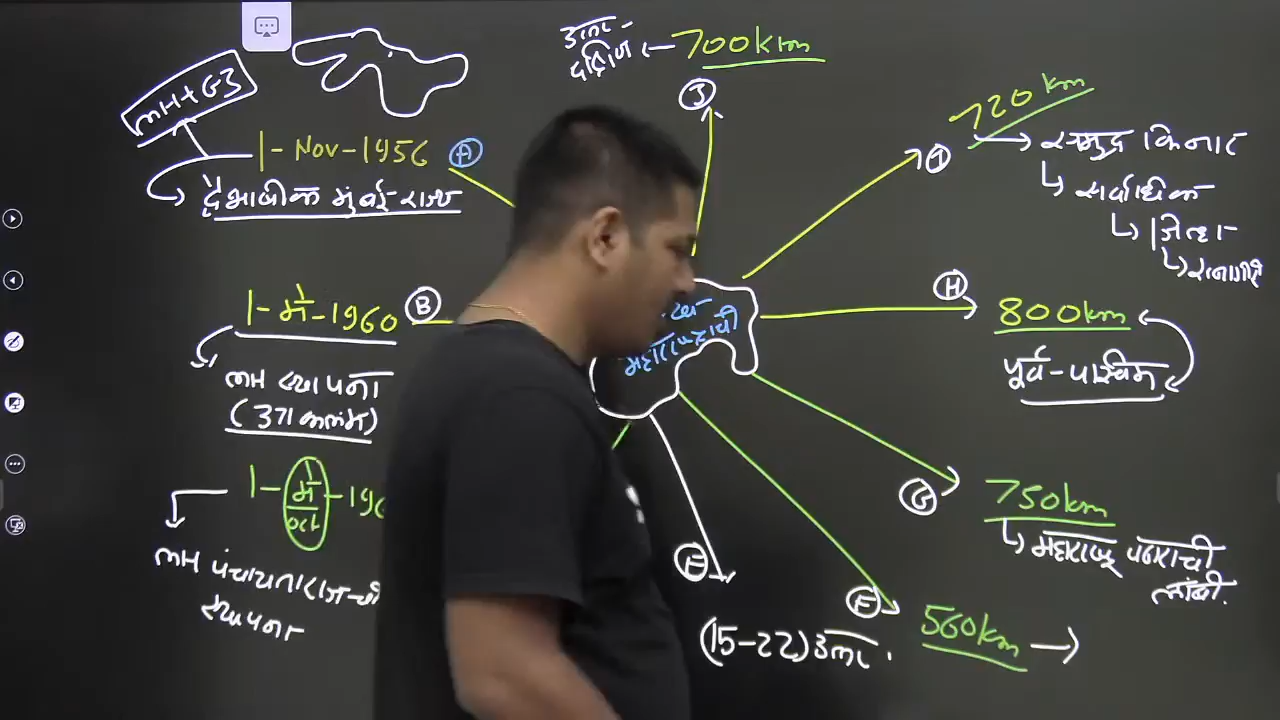 उत्तर-
दक्षिण ← 700km
MH+GJ
1-Nov-1956 (A)
द्वैभाषीक मुंबई-राज्य
(J)
720 km
(I)
समुद्र किनारा
सर्वाधीक
जिल्हा
रत्नागिरी
1-मे-1960 (B)
MH स्थापना
(371 कलम)
(H)
800km
पूर्व-पश्चिम
महाराष्ट्राची
1-मे/oct-196
MH पंचायतराज-ची
स्थापना
(G)
750km
महाराष्ट्र पठाराची
लांबी.
(E)
(15-22) उत्तर.
(F)
560km →